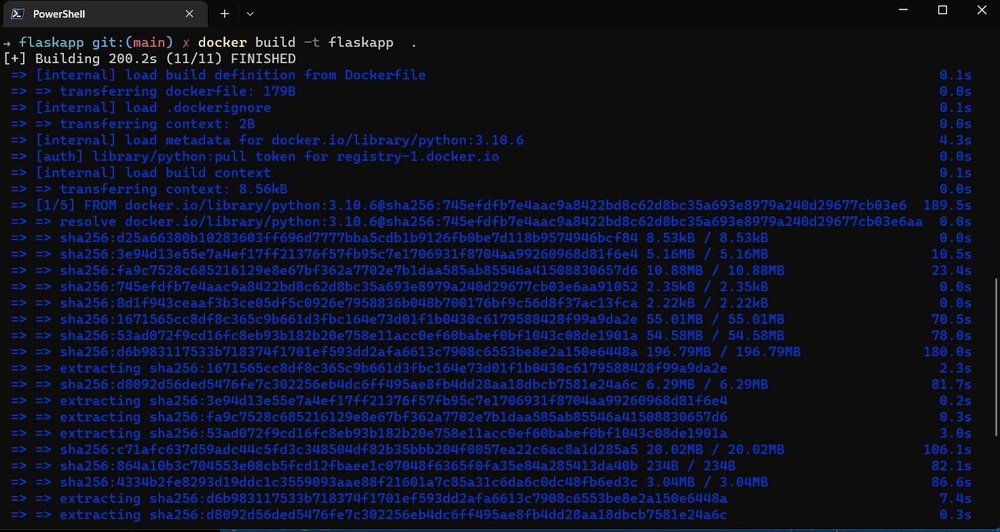 PowerShell
→ flaskapp git:(main) ✗ docker build -t flaskapp  .
[+] Building 200.2s (11/11) FINISHED
=> [internal] load build definition from Dockerfile 0.1s
=> => transferring dockerfile: 179B 0.0s
=> [internal] load .dockerignore 0.1s
=> => transferring context: 2B 0.0s
=> [internal] load metadata for docker.io/library/python:3.10.6 4.3s
=> [auth] library/python:pull token for registry-1.docker.io 0.0s
=> [internal] load build context 0.1s
=> => transferring context: 8.56kB 0.0s
=> [1/5] FROM docker.io/library/python:3.10.6@sha256:745efdfb7e4aac9a8422bd8c62d8bc35a693e8979a240d29677cb03e6 189.5s
=> => resolve docker.io/library/python:3.10.6@sha256:745efdfb7e4aac9a8422bd8c62d8bc35a693e8979a240d29677cb03e6aa 0.0s
=> => sha256:d25a66380b10283603ff696d7777bba5cdb1b9126fb0be7d118b9574946bcf84 8.53kB / 8.53kB 0.0s
=> => sha256:3e94d13e55e7a4ef17ff21376f57fb95c7e1706931f8704aa99260968d81f6e4 5.16MB / 5.16MB 10.5s
=> => sha256:fa9c7528c685216129e8e67bf362a7702e7b1daa585ab85546a41508830657d6 10.88MB / 10.88MB 23.4s
=> => sha256:745efdfb7e4aac9a8422bd8c62d8bc35a693e8979a240d29677cb03e6aa91052 2.35kB / 2.35kB 0.0s
=> => sha256:8d1f943ceaaf3b3ce05df5c0926e7958836b048b700176bf9c56d8f37ac13fca 2.22kB / 2.22kB 0.0s
=> => sha256:1671565cc8df8c365c9b661d3fbc164e73d01f1b0430c6179588428f99a9da2e 55.01MB / 55.01MB 70.5s
=> => sha256:53ad072f9cd16fc8eb93b182b20e758e11acc0ef60babef0bf1043c08de1901a 54.58MB / 54.58MB 78.0s
=> => sha256:d6b983117533b718374f1701ef593dd2afa6613c7908c6553be8e2a150e6448a 196.79MB / 196.79MB 180.0s
=> => extracting sha256:1671565cc8df8c365c9b661d3fbc164e73d01f1b0430c6179588428f99a9da2e 2.3s
=> => sha256:d8092d56ded5476fe7c302256eb4dc6ff495ae8fb4dd28aa18dbcb7581e24a6c 6.29MB / 6.29MB 81.7s
=> => extracting sha256:3e94d13e55e7a4ef17ff21376f57fb95c7e1706931f8704aa99260968d81f6e4 0.2s
=> => extracting sha256:fa9c7528c685216129e8e67bf362a7702e7b1daa585ab85546a41508830657d6 0.3s
=> => extracting sha256:53ad072f9cd16fc8eb93b182b20e758e11acc0ef60babef0bf1043c08de1901a 3.0s
=> => sha256:c71afc637d59adc44c5fd3c348504df82b35bbb204f0057ea22c6ac8a1d285a5 20.02MB / 20.02MB 106.1s
=> => sha256:864a10b3c704553e08cb5fcd12fbaee1c07048f6365f0fa35e84a285413da40b 234B / 234B 82.1s
=> => sha256:4334b2fe8293d19ddc1c3559093aae88f21601a7c85a31c6da6c0dc48fb6ed3c 3.04MB / 3.04MB 86.6s
=> => extracting sha256:d6b983117533b718374f1701ef593dd2afa6613c7908c6553be8e2a150e6448a 7.4s
=> => extracting sha256:d8092d56ded5476fe7c302256eb4dc6ff495ae8fb4dd28aa18dbcb7581e24a6c 0.3s